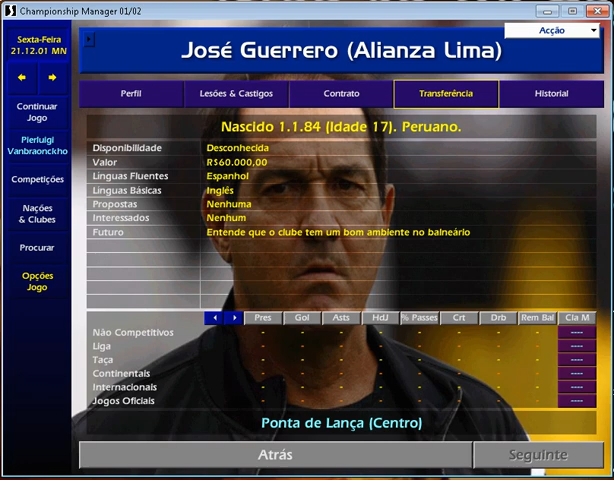 Championship Manager 01/02
Sexta-Feira
21.12.01 MN
Continuar
Jogo
Pierluigi
Vanbraonckho
Competições
Nações
& Clubes
Procurar
Opções
Jogo
Acção
José Guerrero (Alianza Lima)
Perfil Lesões & Castigos Contrato Transferência Historial
Nascido 1.1.84 (Idade 17). Peruano.
Disponibilidade Desconhecida
Valor R$60.000,00
Línguas Fluentes Espanhol
Línguas Básicas Inglés
Propostas Nenhuma
Interessados Nenhum
Futuro Entende que o clube tem um bom ambiente no balneário
Pres Gol Asts HdJ % Passes Crt Drb Rem Bal Cla M
Não Competitivos - - - - - - - - ----
Liga - - - - - - - - ----
Taça - - - - - - - - ----
Continentais - - - - - - - - ----
Internacionais - - - - - - - - ----
Jogos Oficiais - - - - - - - - ----
Ponta de Lança (Centro)
Atrás Seguinte